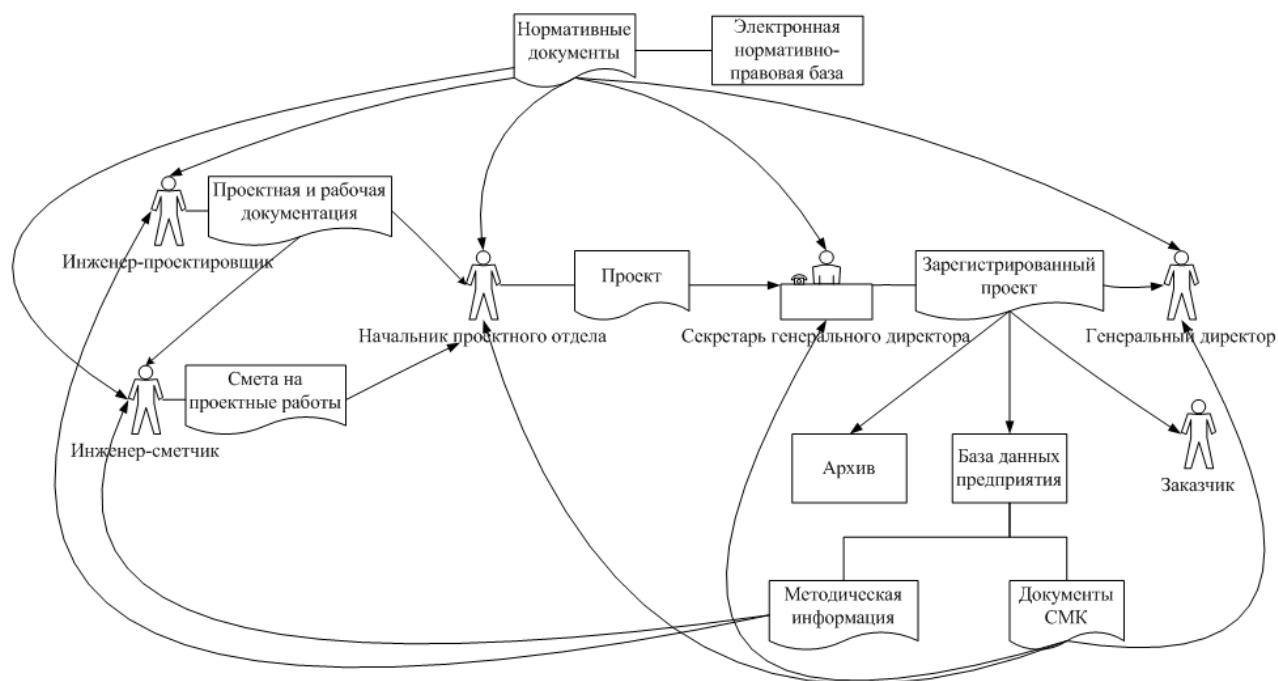 Нормативные
документы
Электронная
нормативно-
правовая база
Проектная и рабочая
документация
Инженер-проектировщик
Проект
Зарегистрированный
проект
Начальник проектного отдела
Секретарь генерального директора
Генеральный директор
Смета на
проектные работы
Инженер-сметчик
Архив
База данных
предприятия
Заказчик
Методическая
информация
Документы
СМК